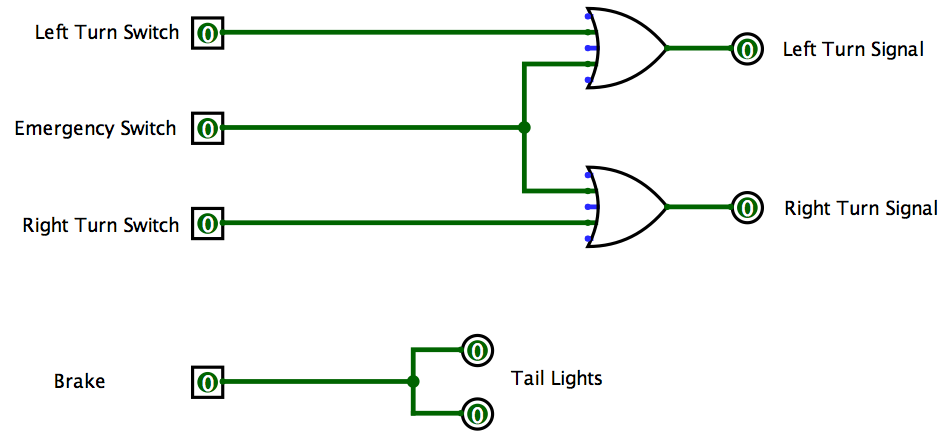 Left Turn Switch 0 0 Left Turn Signal
Emergency Switch 0
Right Turn Switch 0 0 Right Turn Signal
Brake 0 0 Tail Lights
0